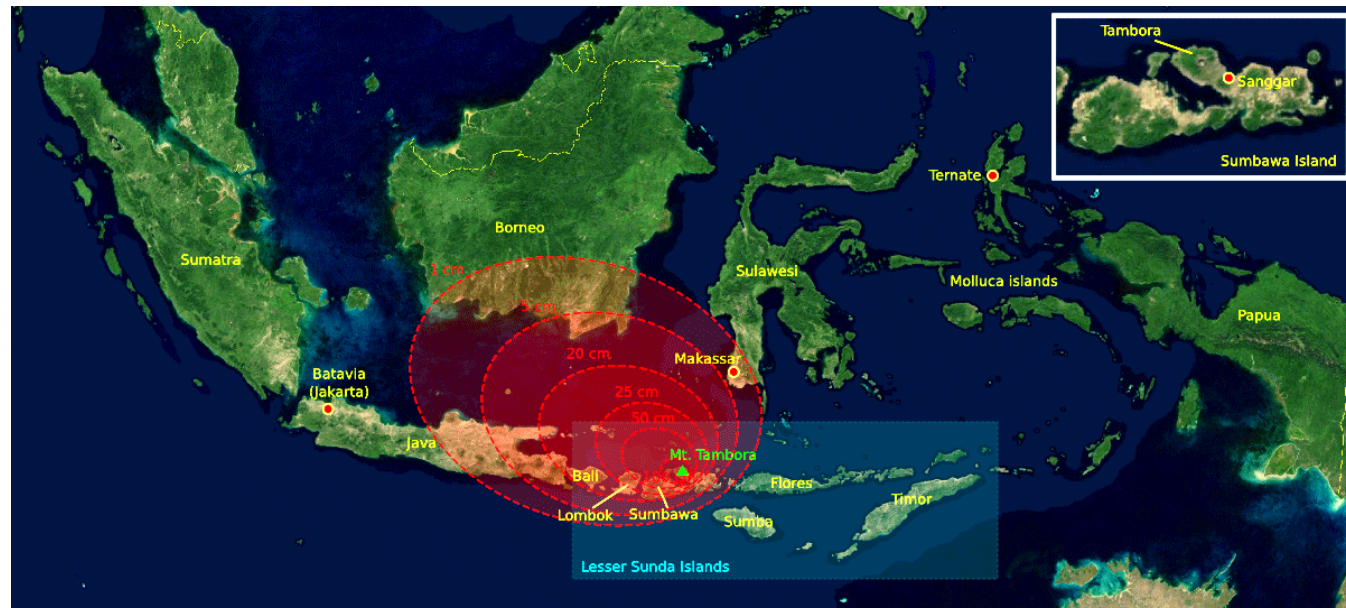 Tambora
Sanggar
Sumbawa Island
Ternate
Borneo
Sumatra
Sulawesi
1 cm
Molluca islands
5 cm
Papua
20 cm
Makassar
Batavia
(Jakarta)
25 cm
50 cm
Java
Mt. Tambora
Bali
Flores
Timor
Lombok
Sumbawa
Sumba
Lesser Sunda Islands